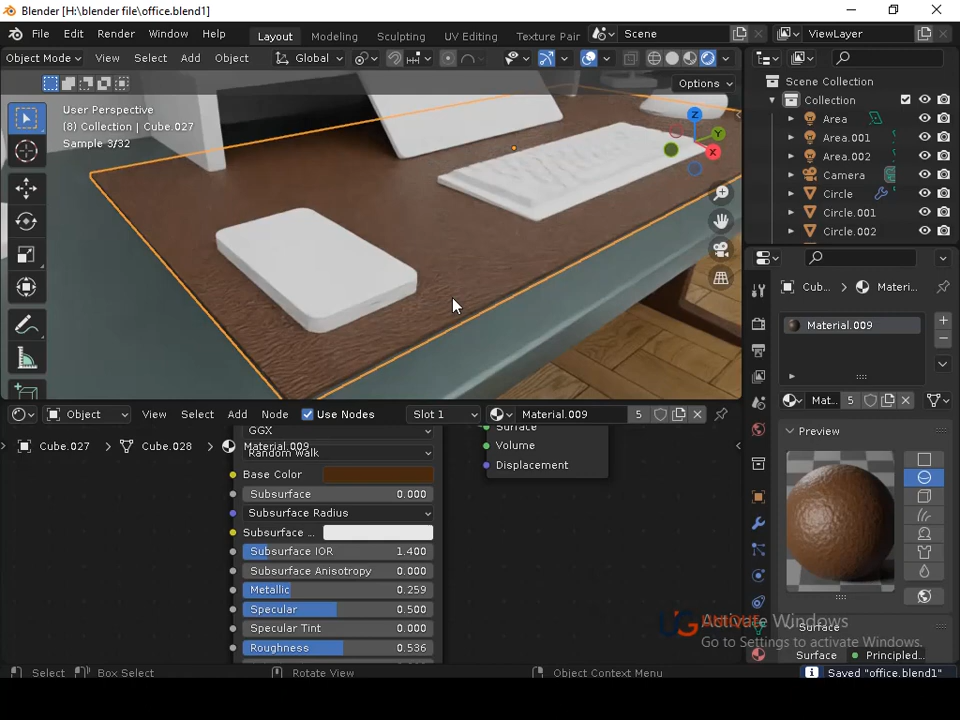 Blender [H:\blender file\office.blend1]
File Edit Render Window Help Layout Modeling Sculpting UV Editing Texture Pair Scene ViewLayer
Object Mode View Select Add Object Global
Options
User Perspective
(8) Collection | Cube.027
Sample 3/32
Z
Y
X
Scene Collection
Collection
Area
Area.001
Area.002
Camera
Circle
Circle.001
Circle.002
Cub... Materi...
Material.009
Mat... 5
Preview
Surface
Surface Principled...
Object View Select Add Node Use Nodes Slot 1 Material.009 5
Cube.027 Cube.028 Material.009
GGX
Random Walk
Base Color
Subsurface 0.000
Subsurface Radius
Subsurface ...
Subsurface IOR 1.400
Subsurface Anisotropy 0.000
Metallic 0.259
Specular 0.500
Specular Tint 0.000
Roughness 0.536
Surface
Volume
Displacement
Activate Windows
Go to Settings to activate Windows.
Select Box Select Rotate View Object Context Menu Saved "office.blend1"